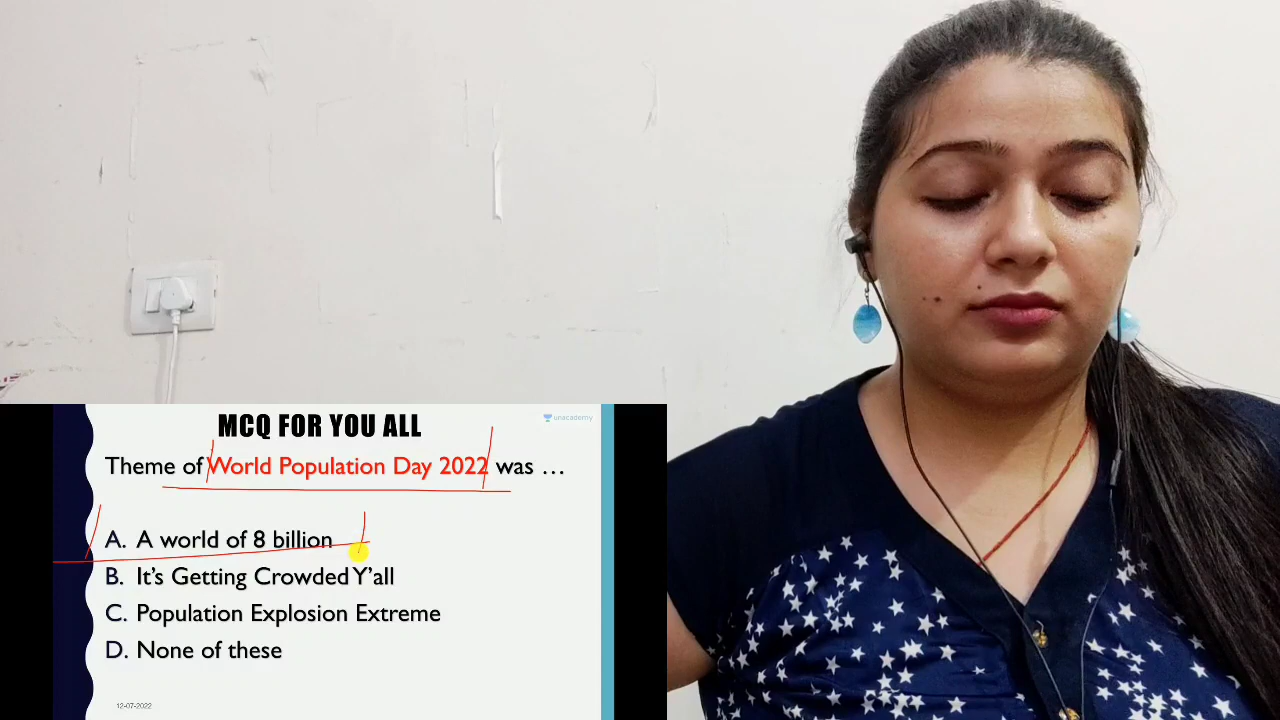 MCQ FOR YOU ALL
unacademy
Theme of World Population Day 2022 was ...
A. A world of 8 billion
B. It's Getting Crowded Y'all
C. Population Explosion Extreme
D. None of these
12-07-2022